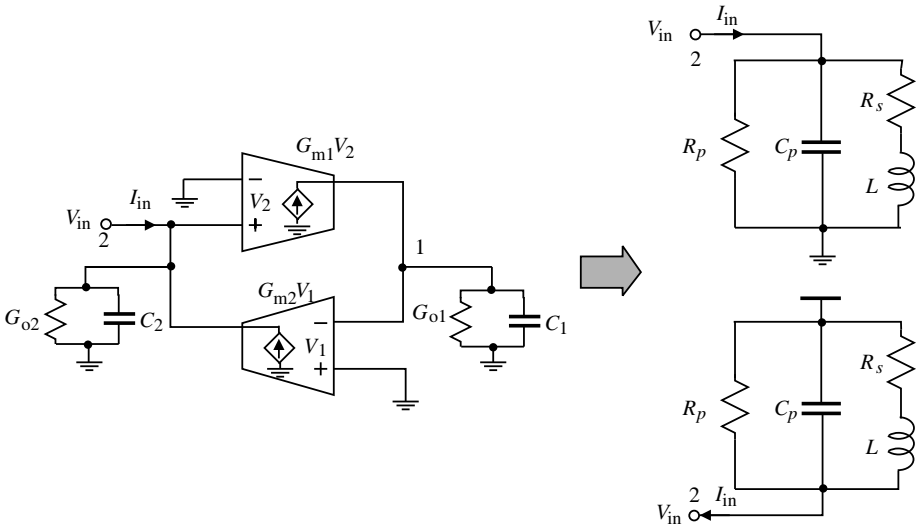 G_m1V_2
−
V_2
+
I_in
V_in
2
1
G_m2V_1
−
V_1
+
G_o2
C_2
G_o1
C_1
I_in
V_in
2
R_p
C_p
R_s
L
R_p
C_p
R_s
L
2
I_in
V_in